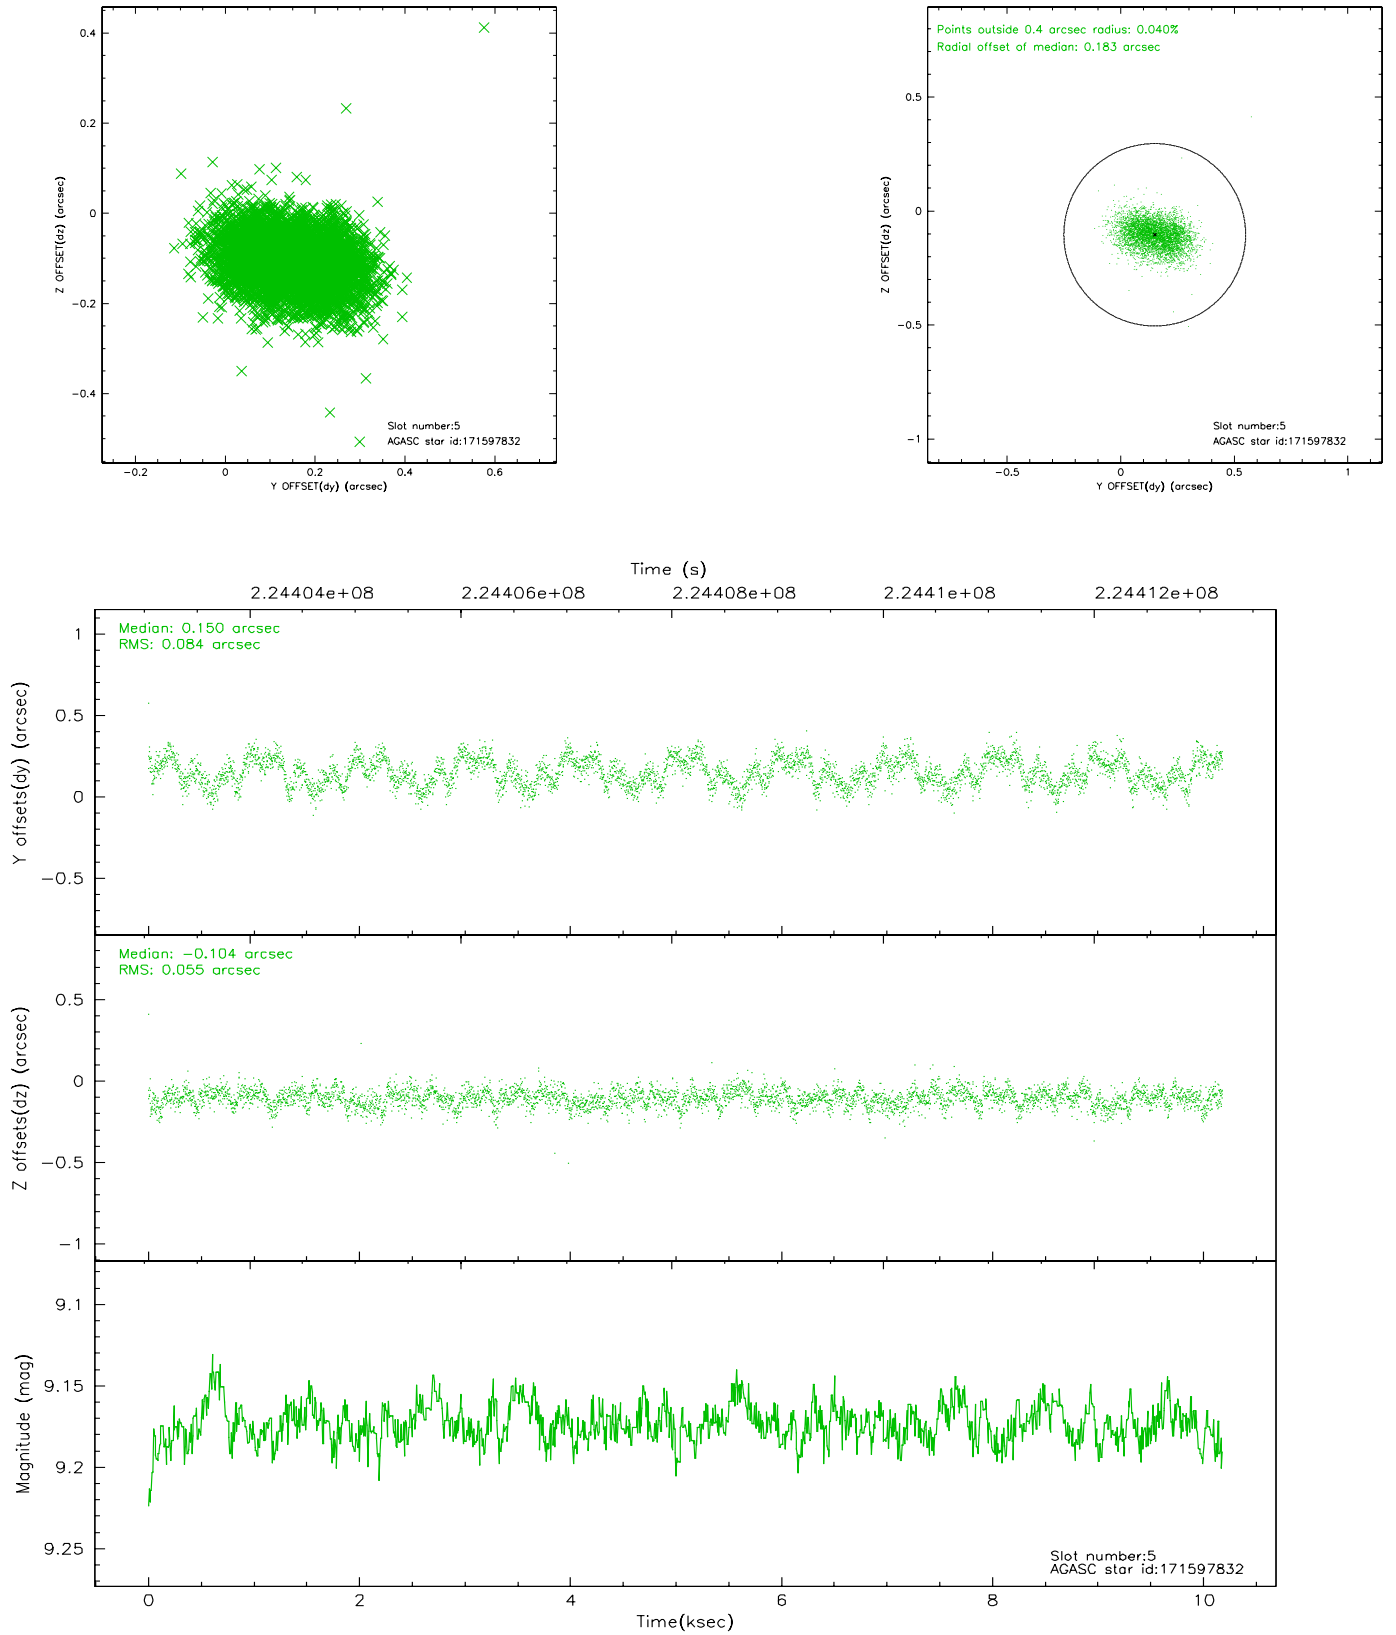 0.4
0.2
0
−0.2
−0.4
Z OFFSET(dz) (arcsec)
Slot number:5
AGASC star id:171597832
−0.2 0 0.2 0.4 0.6
Y OFFSET(dy) (arcsec)
Points outside 0.4 arcsec radius: 0.040%
Radial offset of median: 0.183 arcsec
0.5
0
−0.5
−1
Z OFFSET(dz) (arcsec)
Slot number:5
AGASC star id:171597832
−0.5 0 0.5 1
Y OFFSET(dy) (arcsec)
Time (s)
2.24404e+08 2.24406e+08 2.24408e+08 2.2441e+08 2.24412e+08
Median: 0.150 arcsec
RMS: 0.084 arcsec
1
0.5
0
−0.5
Y offsets(dy) (arcsec)
Median: −0.104 arcsec
RMS: 0.055 arcsec
0.5
0
−0.5
−1
Z offsets(dz) (arcsec)
9.1
9.15
9.2
9.25
Magnitude (mag)
Slot number:5
AGASC star id:171597832
0 2 4 6 8 10
Time(ksec)